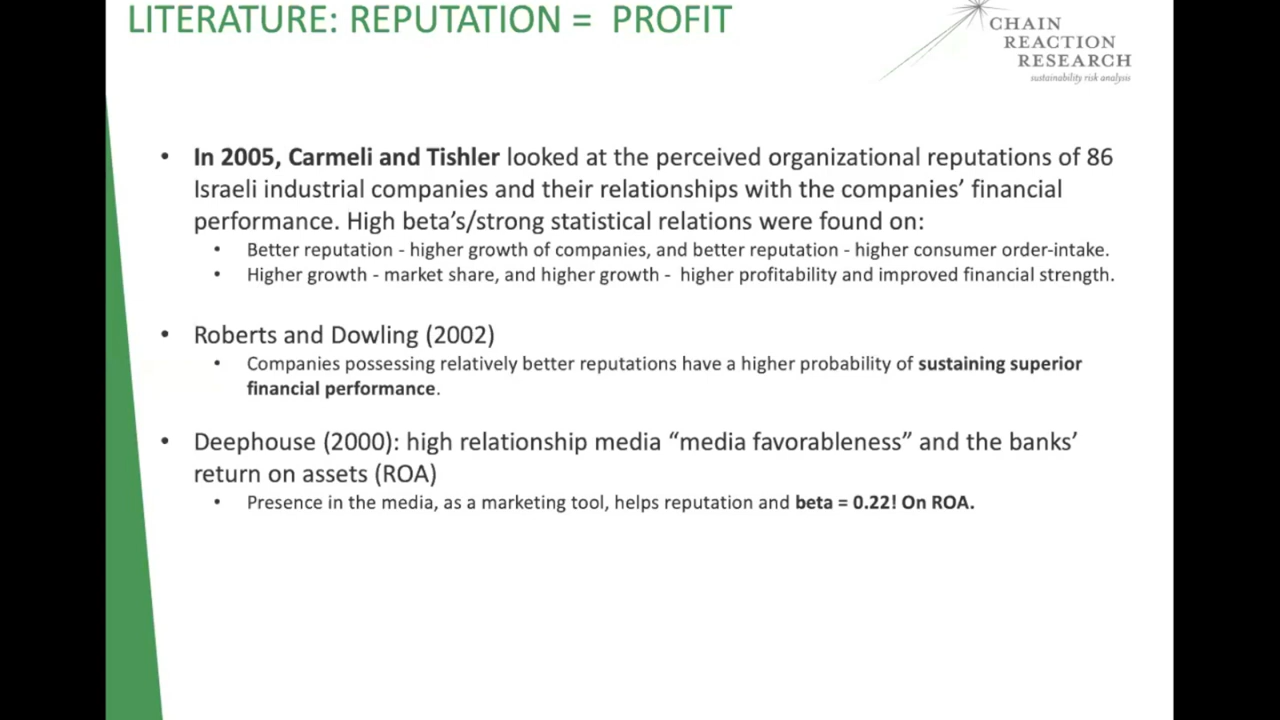 LITERATURE: REPUTATION = PROFIT
CHAIN
REACTION
RESEARCH
sustainability risk analysis
• In 2005, Carmeli and Tishler looked at the perceived organizational reputations of 86
Israeli industrial companies and their relationships with the companies’ financial
performance. High beta’s/strong statistical relations were found on:
• Better reputation - higher growth of companies, and better reputation - higher consumer order-intake.
• Higher growth - market share, and higher growth - higher profitability and improved financial strength.
• Roberts and Dowling (2002)
• Companies possessing relatively better reputations have a higher probability of sustaining superior
financial performance.
• Deephouse (2000): high relationship media “media favorableness” and the banks’
return on assets (ROA)
• Presence in the media, as a marketing tool, helps reputation and beta = 0.22! On ROA.